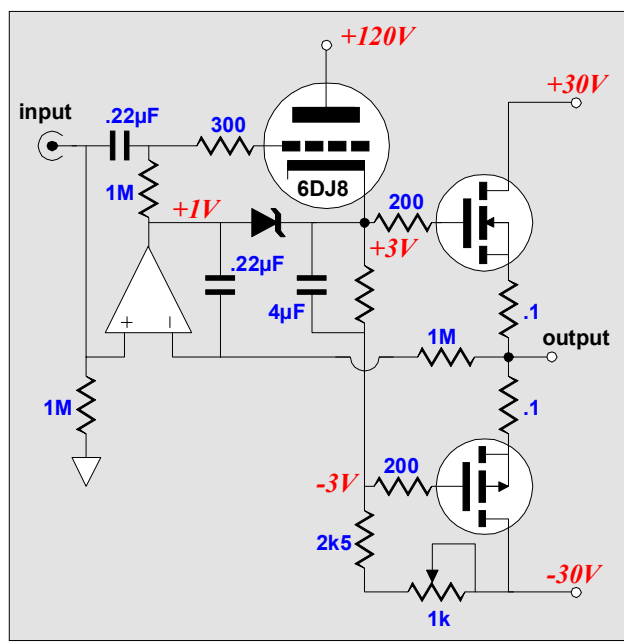 +120V
+30V
input
.22µF
300
6DJ8
1M
+1V
200
+3V
.22µF
4µF
.1
+
−
1M
output
1M
.1
200
-3V
2k5
-30V
1k